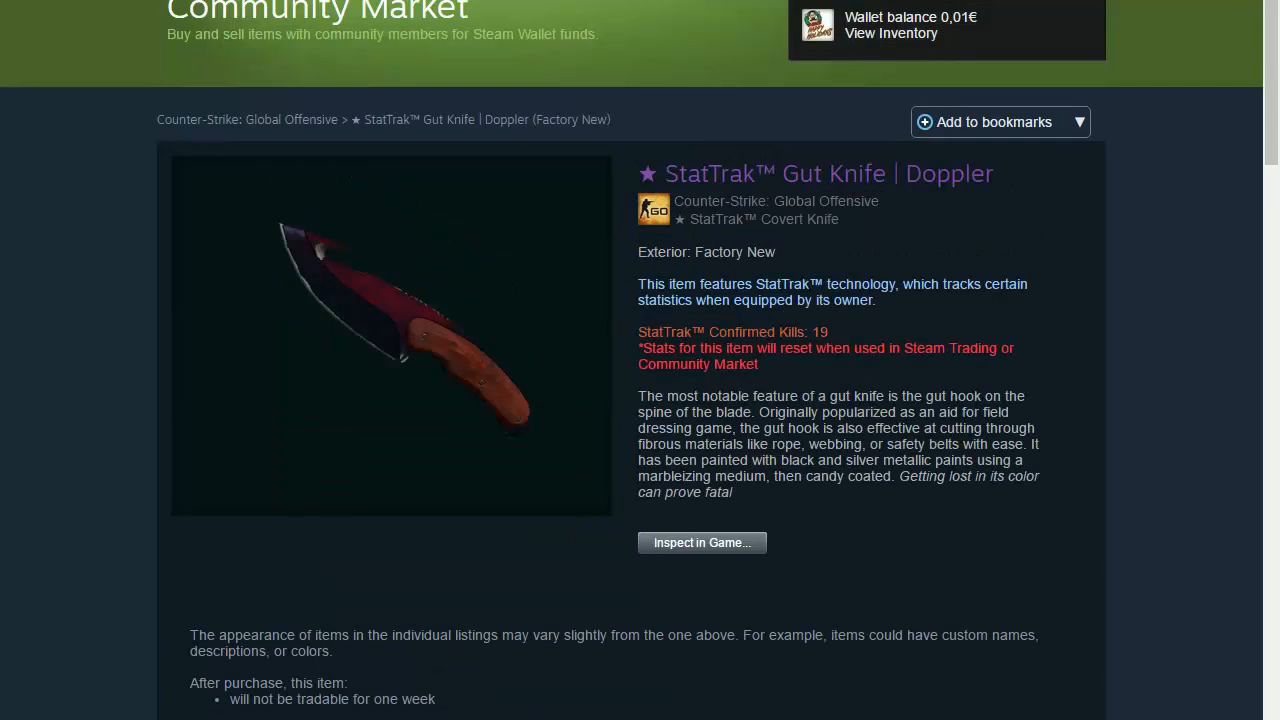 Community Market
Buy and sell items with community members for Steam Wallet funds.
Wallet balance 0,01€
View Inventory
Counter-Strike: Global Offensive > ★ StatTrak™ Gut Knife | Doppler (Factory New)
Add to bookmarks ▼
★ StatTrak™ Gut Knife | Doppler
GO
Counter-Strike: Global Offensive
★ StatTrak™ Covert Knife
Exterior: Factory New
This item features StatTrak™ technology, which tracks certain
statistics when equipped by its owner.
StatTrak™ Confirmed Kills: 19
*Stats for this item will reset when used in Steam Trading or
Community Market
The most notable feature of a gut knife is the gut hook on the
spine of the blade. Originally popularized as an aid for field
dressing game, the gut hook is also effective at cutting through
fibrous materials like rope, webbing, or safety belts with ease. It
has been painted with black and silver metallic paints using a
marbleizing medium, then candy coated. Getting lost in its color
can prove fatal
Inspect in Game...
The appearance of items in the individual listings may vary slightly from the one above. For example, items could have custom names,
descriptions, or colors.
After purchase, this item:
• will not be tradable for one week